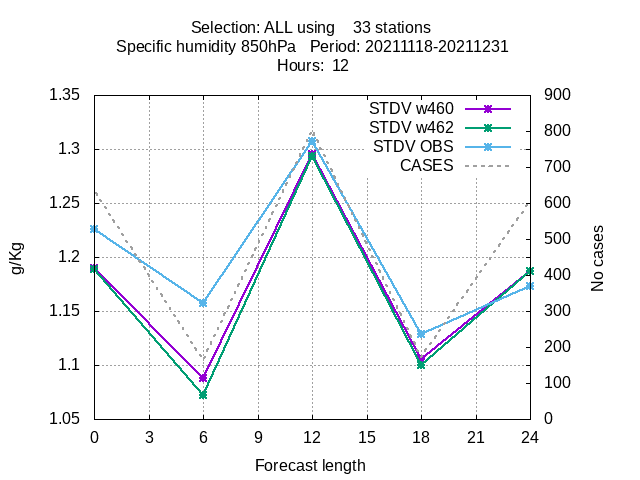 Selection: ALL using    33 stations
Specific humidity 850hPa   Period: 20211118-20211231
Hours:  12
STDV w460
STDV w462
STDV OBS
CASES
g/Kg
1.35
1.3
1.25
1.2
1.15
1.1
1.05
900
800
700
600
500
400
300
200
100
0
No cases
0 3 6 9 12 15 18 21 24
Forecast length